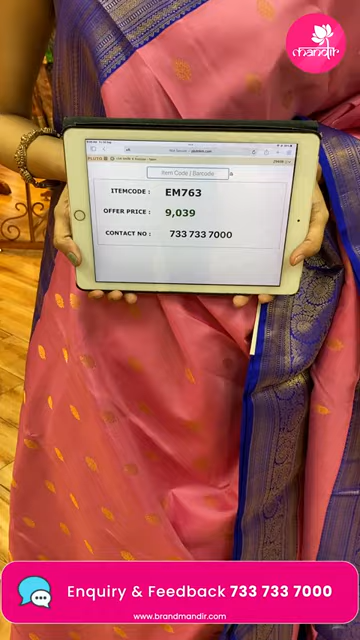 mandir
Item Code / Barcode
ITEMCODE : EM763
OFFER PRICE : 9,039
CONTACT NO : 733 733 7000
Enquiry & Feedback 733 733 7000
www.brandmandir.com